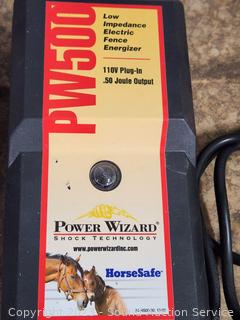 PW500
Low
Impedance
Electric
Fence
Energizer
110V Plug-In
.50 Joule Output
POWER WIZARD®
SHOCK TECHNOLOGY
www.powerwizardinc.com
HorseSafe™